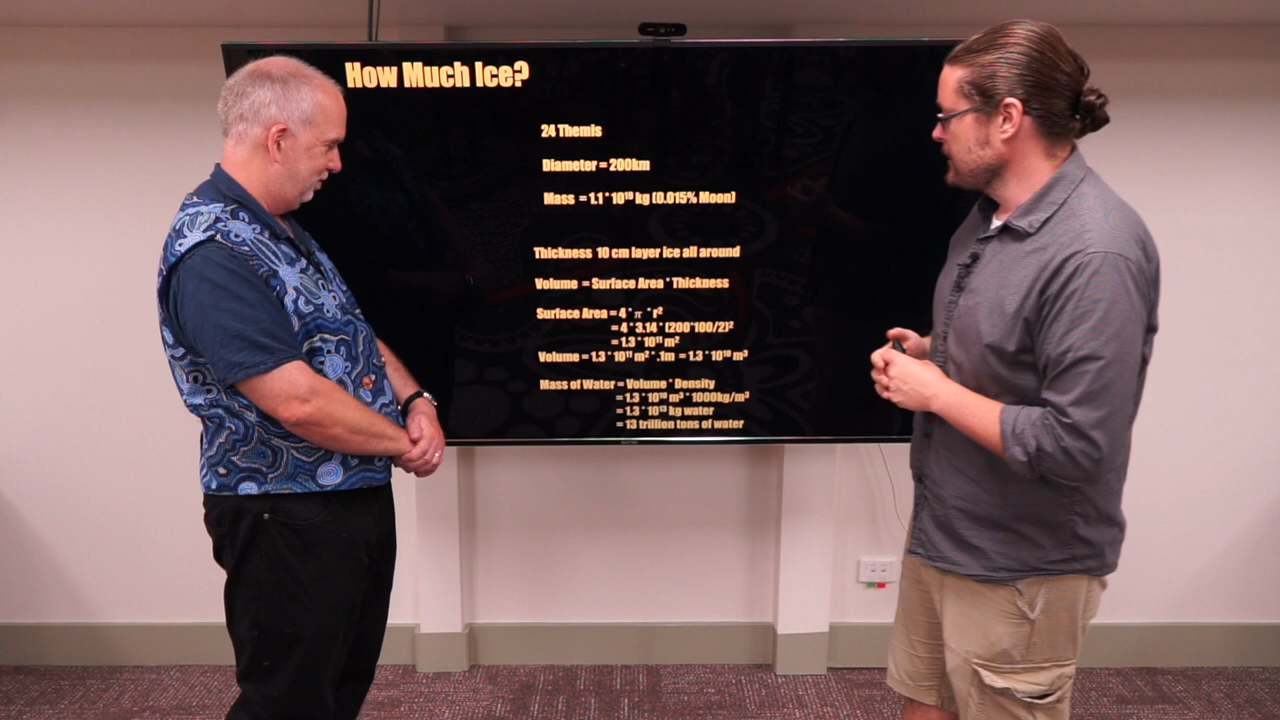 How Much Ice?
24 Themis
Diameter = 200km
Mass = 1.1 * 10¹⁹ kg (0.015% Moon)
Thickness 10 cm layer ice all around
Volume = Surface Area * Thickness
Surface Area = 4 * π * r²
= 4 * 3.14 * (200*100/2)²
= 1.3 * 10¹¹ m²
Volume = 1.3 * 10¹¹ m² * .1m = 1.3 * 10¹⁰ m³
Mass of Water = Volume * Density
= 1.3 * 10¹⁰ m³ * 1000kg/m³
= 1.3 * 10¹³ kg water
= 13 trillion tons of water